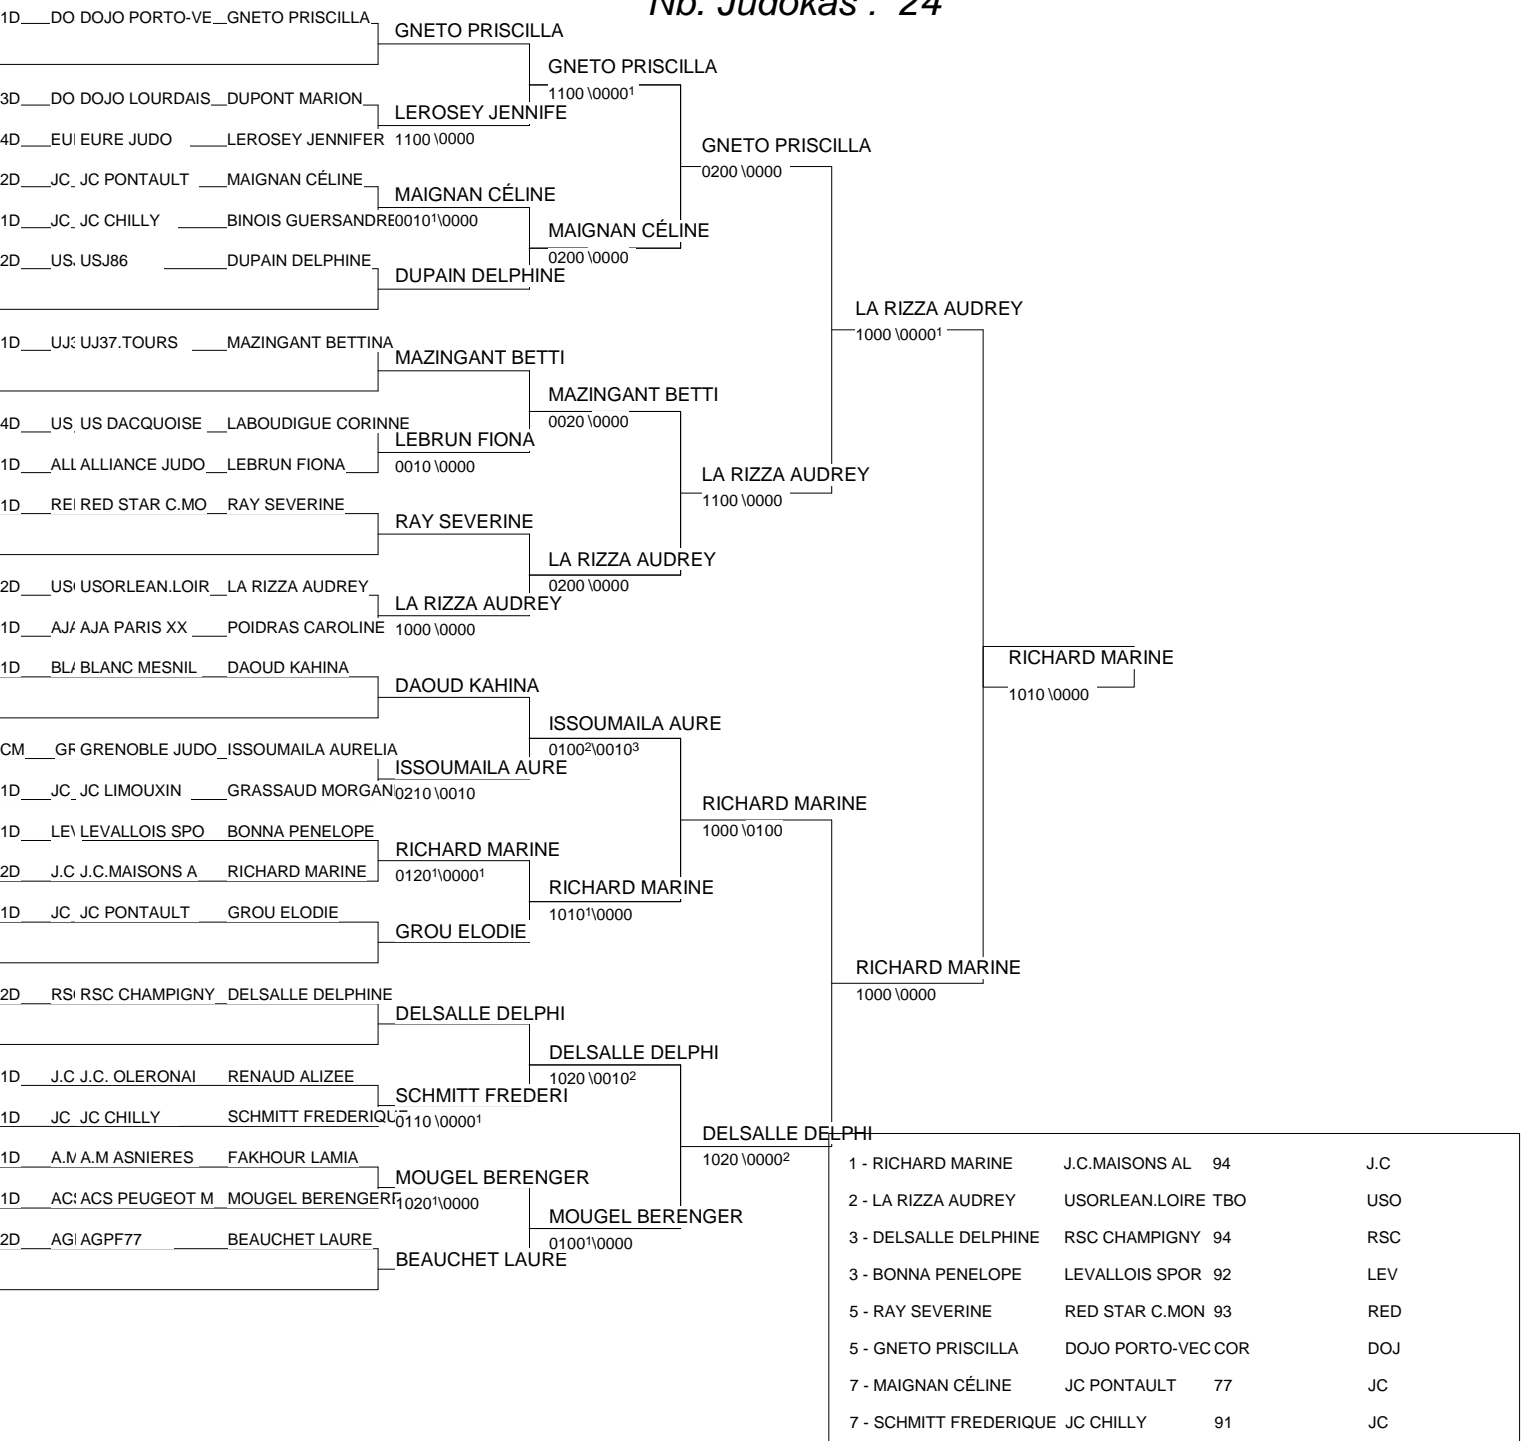 Nb. Judokas : 24
1D DO DOJO PORTO-VE GNETO PRISCILLA
3D DO DOJO LOURDAIS DUPONT MARION
4D EU EURE JUDO LEROSEY JENNIFER
2D JC JC PONTAULT MAIGNAN CÉLINE
1D JC JC CHILLY BINOIS GUERSANDRE
2D US USJ86 DUPAIN DELPHINE
1D UJ3 UJ37.TOURS MAZINGANT BETTINA
4D US US DACQUOISE LABOUDIGUE CORINNE
1D ALL ALLIANCE JUDO LEBRUN FIONA
1D RE RED STAR C.MO RAY SEVERINE
2D US USORLEAN.LOIR LA RIZZA AUDREY
1D AJA AJA PARIS XX POIDRAS CAROLINE
1D BLA BLANC MESNIL DAOUD KAHINA
CM GR GRENOBLE JUDO ISSOUMAILA AURELIA
1D JC JC LIMOUXIN GRASSAUD MORGAN
1D LEV LEVALLOIS SPO BONNA PENELOPE
2D J.C J.C.MAISONS A RICHARD MARINE
1D JC JC PONTAULT GROU ELODIE
2D RS RSC CHAMPIGNY DELSALLE DELPHINE
1D J.C J.C. OLERONAI RENAUD ALIZEE
1D JC JC CHILLY SCHMITT FREDERIQUE
1D A.M A.M ASNIERES FAKHOUR LAMIA
1D ACS ACS PEUGEOT M MOUGEL BERENGERE
2D AG AGPF77 BEAUCHET LAURE
GNETO PRISCILLA
LEROSEY JENNIFE
1100 \0000
MAIGNAN CÉLINE
0010¹\0000
DUPAIN DELPHINE
MAZINGANT BETTI
LEBRUN FIONA
0010 \0000
RAY SEVERINE
LA RIZZA AUDREY
1000 \0000
DAOUD KAHINA
ISSOUMAILA AURE
0210 \0010
RICHARD MARINE
0120¹\0000¹
GROU ELODIE
DELSALLE DELPHI
SCHMITT FREDERI
0110 \0000¹
MOUGEL BERENGER
1020¹\0000
BEAUCHET LAURE
GNETO PRISCILLA
1100 \0000¹
MAIGNAN CÉLINE
0200 \0000
MAZINGANT BETTI
0020 \0000
LA RIZZA AUDREY
0200 \0000
ISSOUMAILA AURE
0100²\0010³
RICHARD MARINE
1010¹\0000
DELSALLE DELPHI
1020 \0010²
MOUGEL BERENGER
0100¹\0000
GNETO PRISCILLA
0200 \0000
LA RIZZA AUDREY
1100 \0000
RICHARD MARINE
1000 \0100
DELSALLE DELPHI
1020 \0000²
LA RIZZA AUDREY
1000 \0000¹
RICHARD MARINE
1000 \0000
RICHARD MARINE
1010 \0000
1 - RICHARD MARINE J.C.MAISONS AL 94 J.C
2 - LA RIZZA AUDREY USORLEAN.LOIRE TBO USO
3 - DELSALLE DELPHINE RSC CHAMPIGNY 94 RSC
3 - BONNA PENELOPE LEVALLOIS SPOR 92 LEV
5 - RAY SEVERINE RED STAR C.MON 93 RED
5 - GNETO PRISCILLA DOJO PORTO-VEC COR DOJ
7 - MAIGNAN CÉLINE JC PONTAULT 77 JC
7 - SCHMITT FREDERIQUE JC CHILLY 91 JC